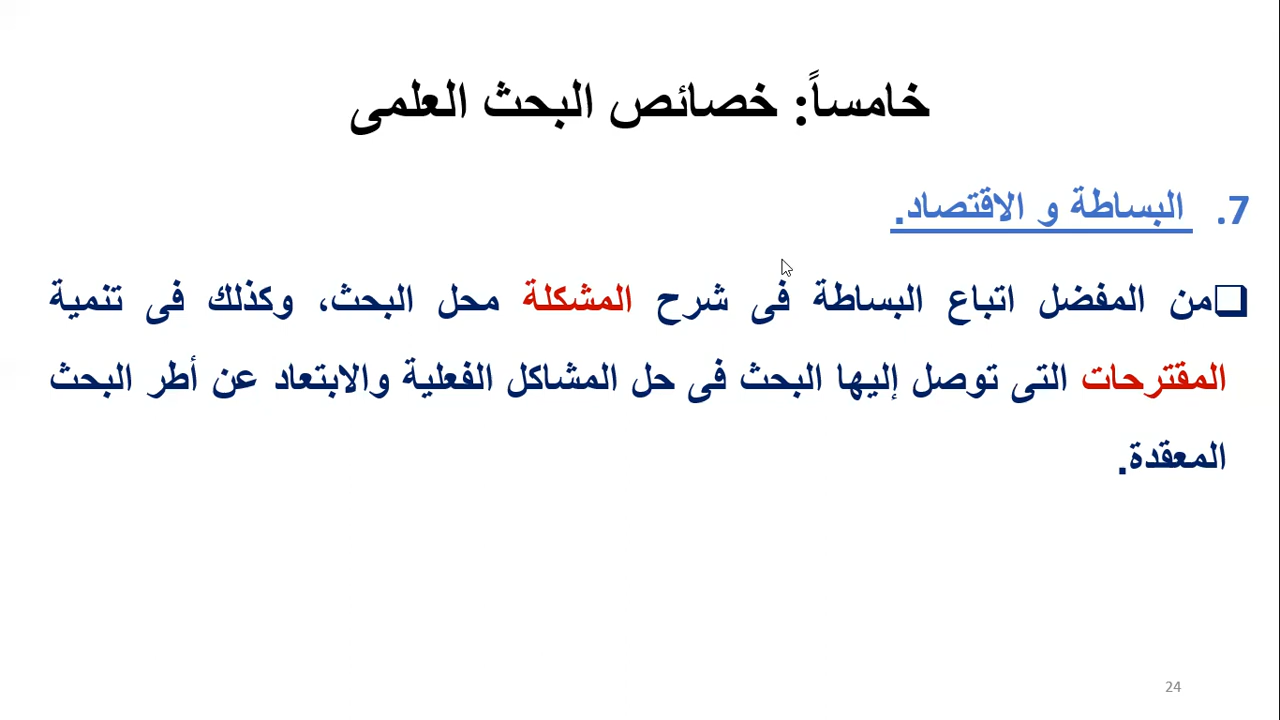 خامساً: خصائص البحث العلمى
7. البساطة و الاقتصاد.
❑من المفضل اتباع البساطة فى شرح المشكلة محل البحث، وكذلك فى تنمية
المقترحات التى توصل إليها البحث فى حل المشاكل الفعلية والابتعاد عن أطر البحث
المعقدة.
24